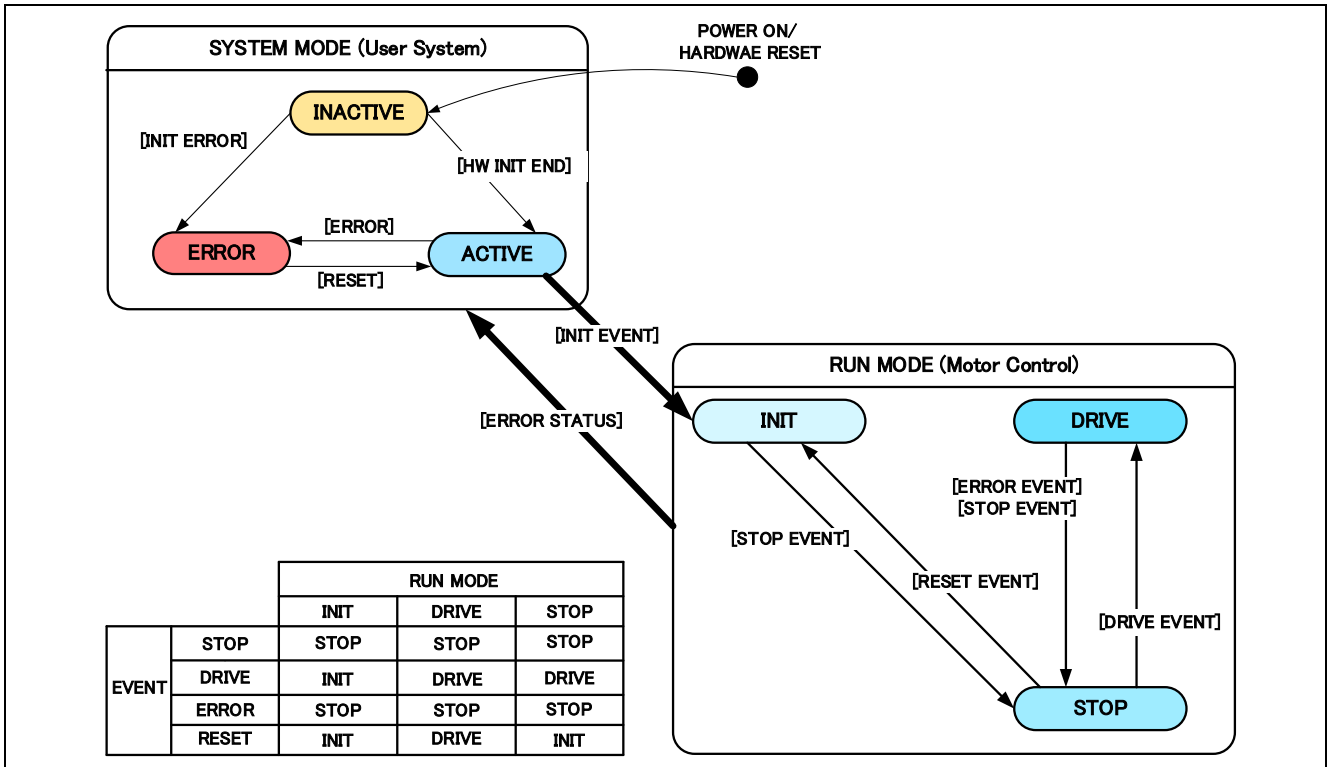 POWER ON/
HARDWAE RESET
SYSTEM MODE (User System)
INACTIVE
[INIT ERROR]
[HW INIT END]
[ERROR]
ERROR
ACTIVE
[RESET]
[INIT EVENT]
[ERROR STATUS]
RUN MODE (Motor Control)
INIT
DRIVE
[ERROR EVENT]
[STOP EVENT]
[STOP EVENT]
[RESET EVENT]
[DRIVE EVENT]
STOP
RUN MODE
INIT DRIVE STOP
EVENT
STOP STOP STOP STOP
DRIVE INIT DRIVE DRIVE
ERROR STOP STOP STOP
RESET INIT DRIVE INIT